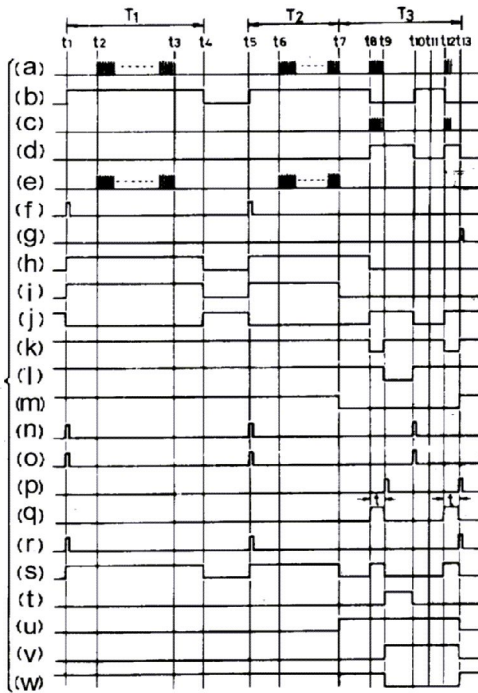 T1 T2 T3
t1 t2 t3 t4 t5 t6 t7 t8 t9 t10 t11 t12 t13
(a)
(b)
(c)
(d)
(e)
(f)
(g)
(h)
(i)
(j)
(k)
(l)
(m)
(n)
(o)
(p)
t t
(q)
(r)
(s)
(t)
(u)
(v)
(w)